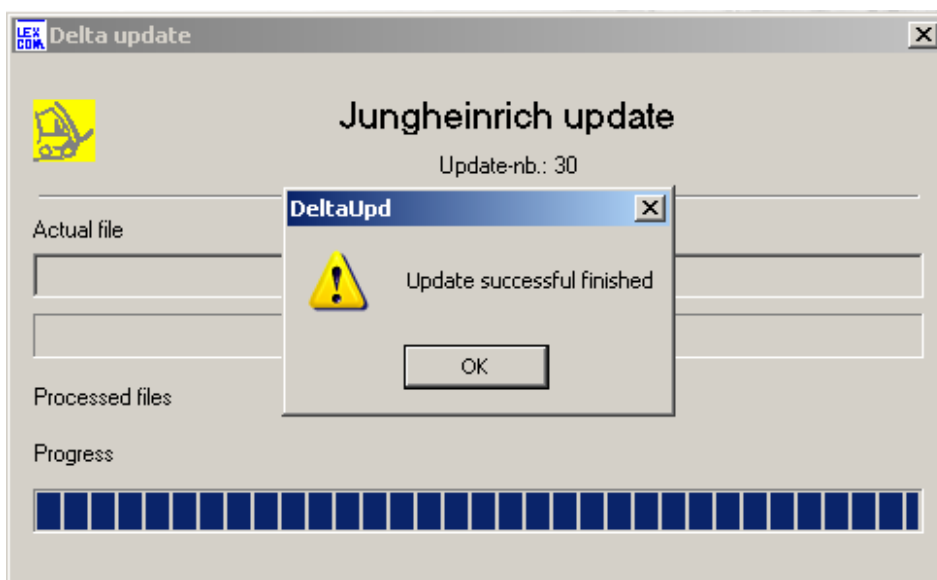 LEX
COM
Delta update
Jungheinrich update
Update-nb.: 30
DeltaUpd
Actual file
Update successful finished
OK
Processed files
Progress